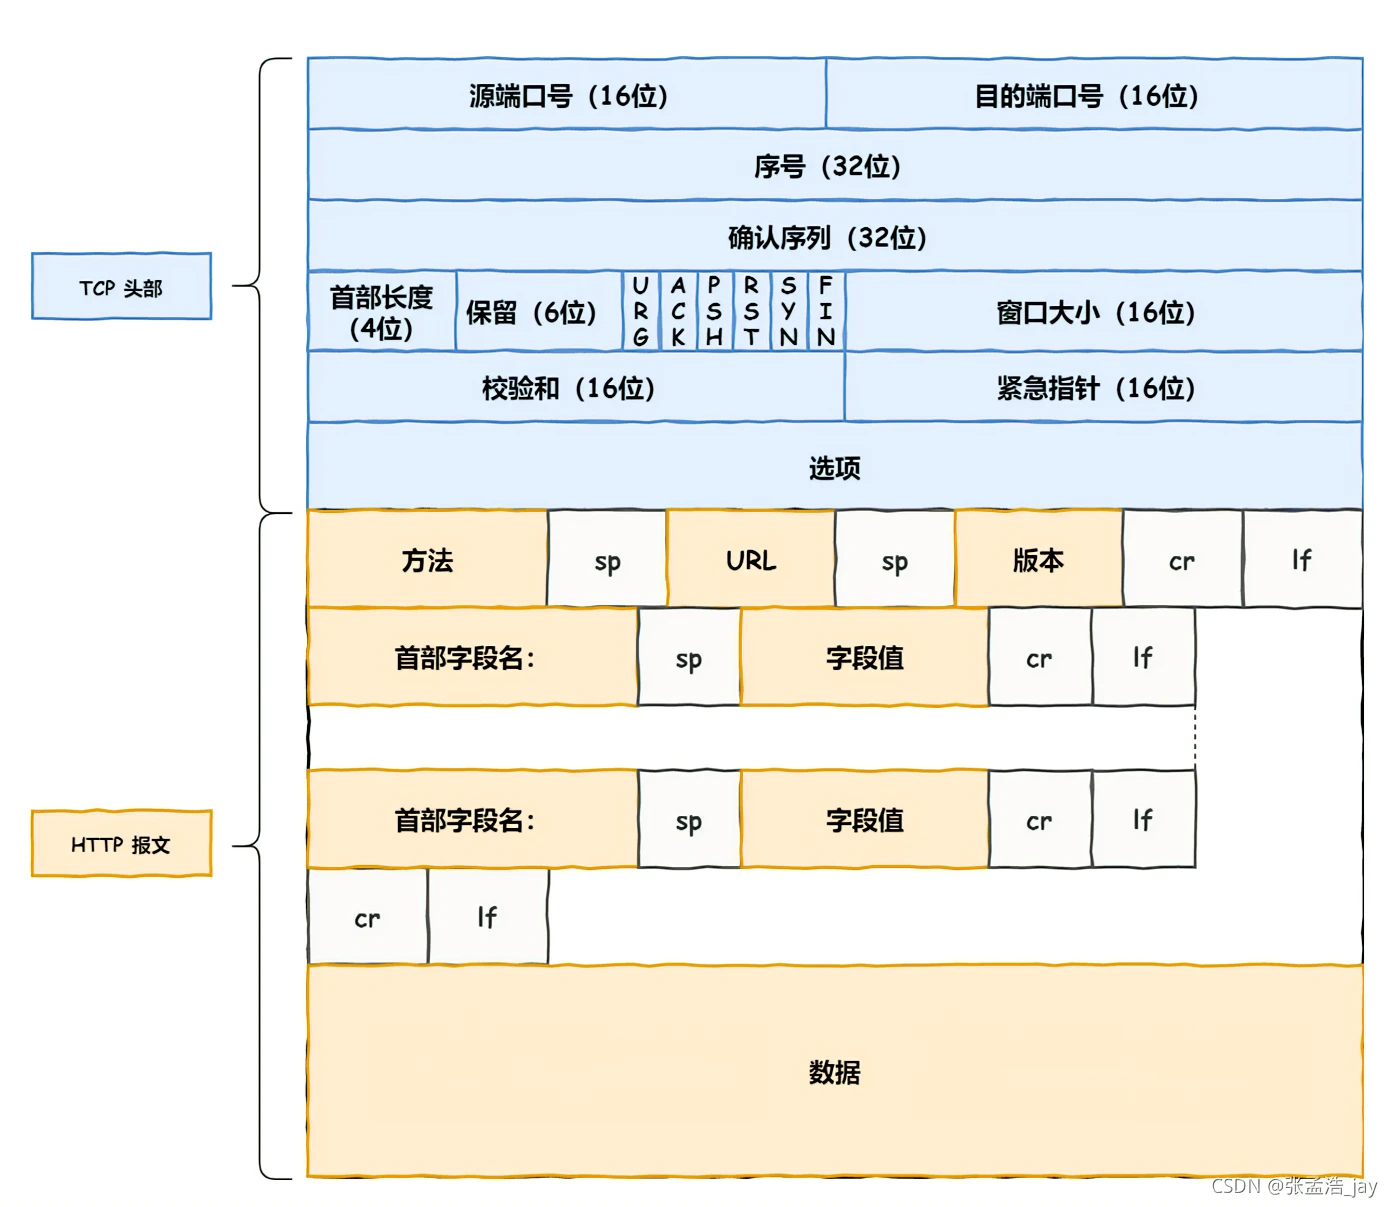 源端口号（16位）
目的端口号（16位）
序号（32位）
确认序列（32位）
TCP 头部
首部长度
（4位）
保留（6位）
URG
ACK
PSH
RST
SYN
FIN
窗口大小（16位）
校验和（16位）
紧急指针（16位）
选项
方法
sp
URL
sp
版本
cr
lf
首部字段名：
sp
字段值
cr
lf
HTTP 报文
首部字段名：
sp
字段值
cr
lf
cr
lf
数据
CSDN @张孟浩_jay